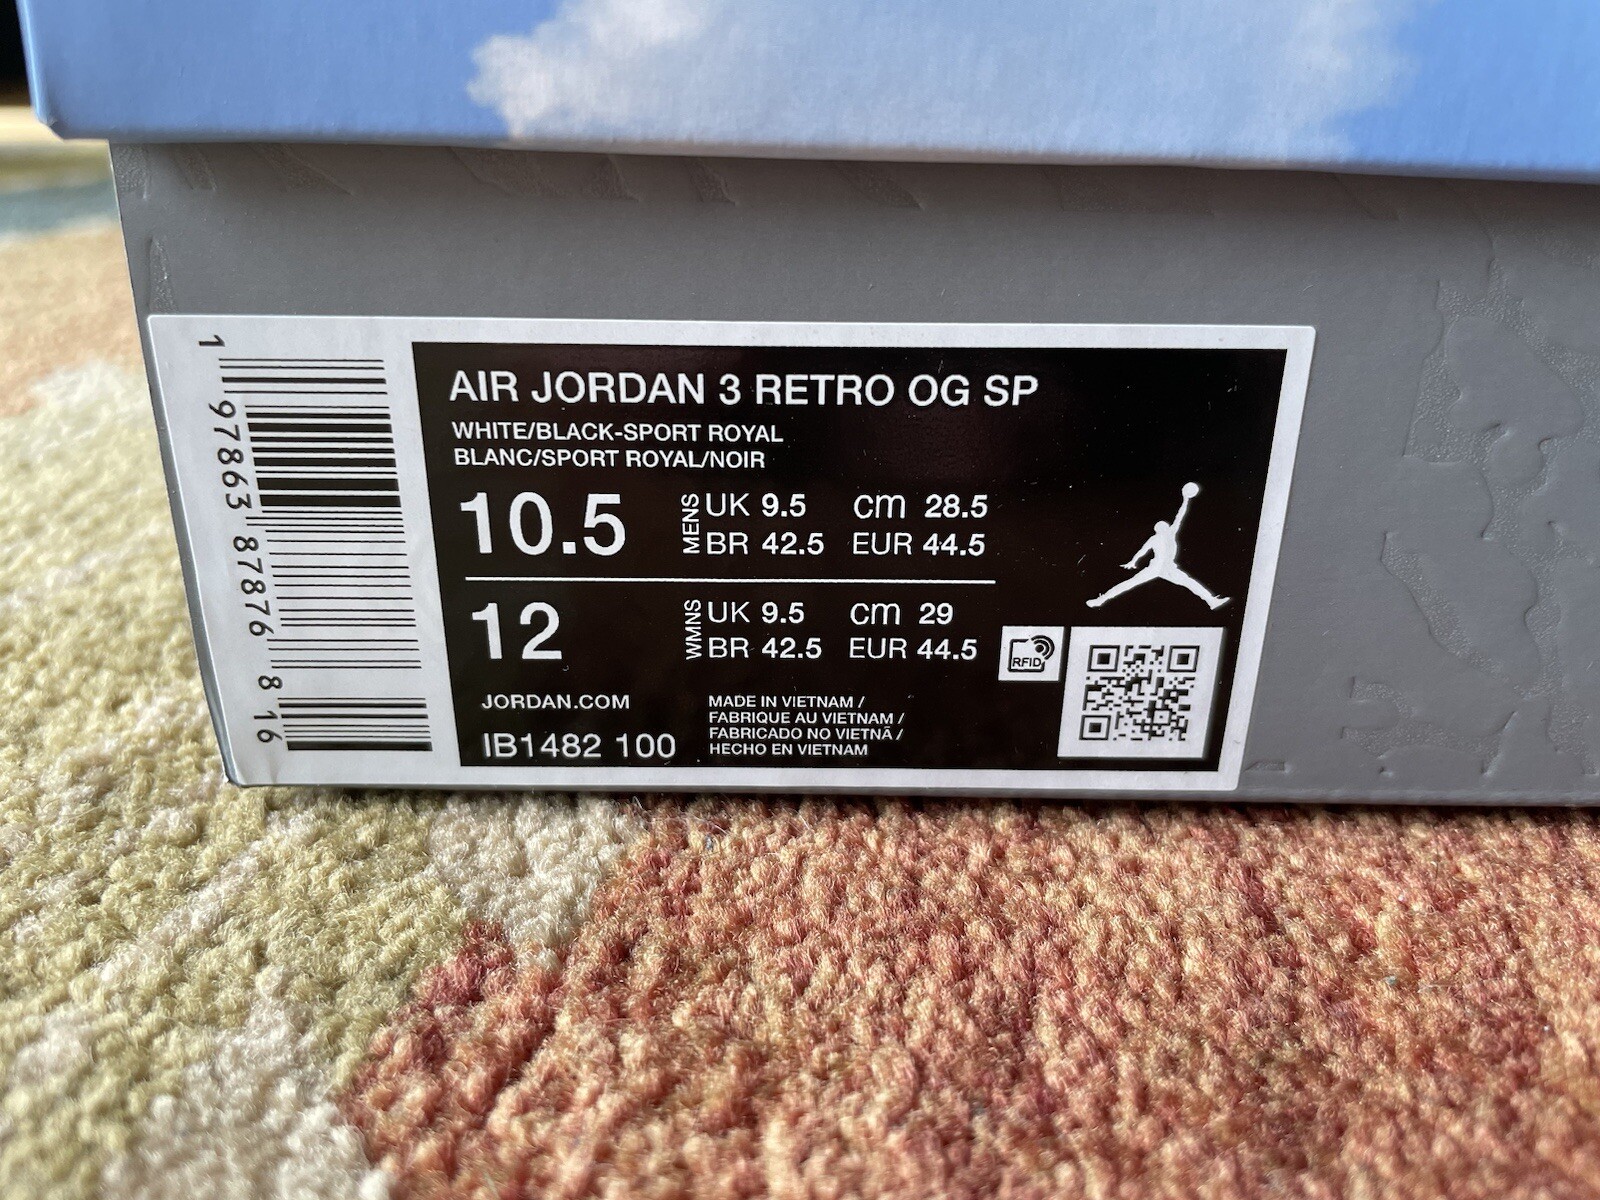 AIR JORDAN 3 RETRO OG SP
WHITE/BLACK-SPORT ROYAL
BLANC/SPORT ROYAL/NOIR
10.5 MENS UK 9.5 cm 28.5
BR 42.5 EUR 44.5
12 WMNS UK 9.5 cm 29
BR 42.5 EUR 44.5
RFID
JORDAN.COM
IB1482 100
MADE IN VIETNAM /
FABRIQUE AU VIETNAM /
FABRICADO NO VIETNÃ /
HECHO EN VIETNAM
1 97863 87876 8 16